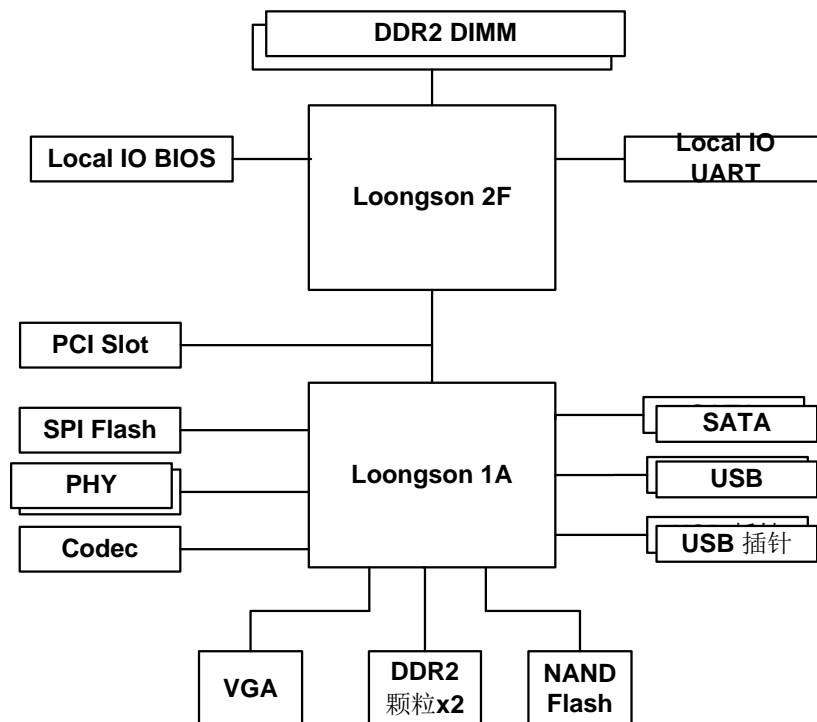 DDR2 DIMM
Local IO BIOS
Loongson 2F
Local IO
UART
PCI Slot
SPI Flash
PHY
Codec
Loongson 1A
SATA
USB
USB 插针
VGA
DDR2
颗粒x2
NAND
Flash